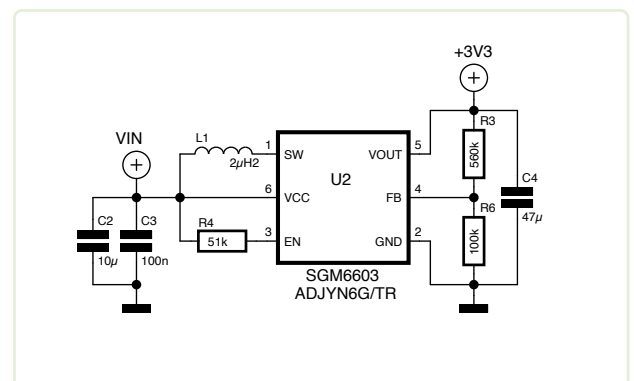 +3V3
VIN
L1
2µH2
1
SW
VOUT
5
R3
560k
U2
6
VCC
FB
4
C4
47µ
C2
10µ
C3
100n
R4
51k
3
EN
GND
2
R6
100k
SGM6603
ADJYN6G/TR